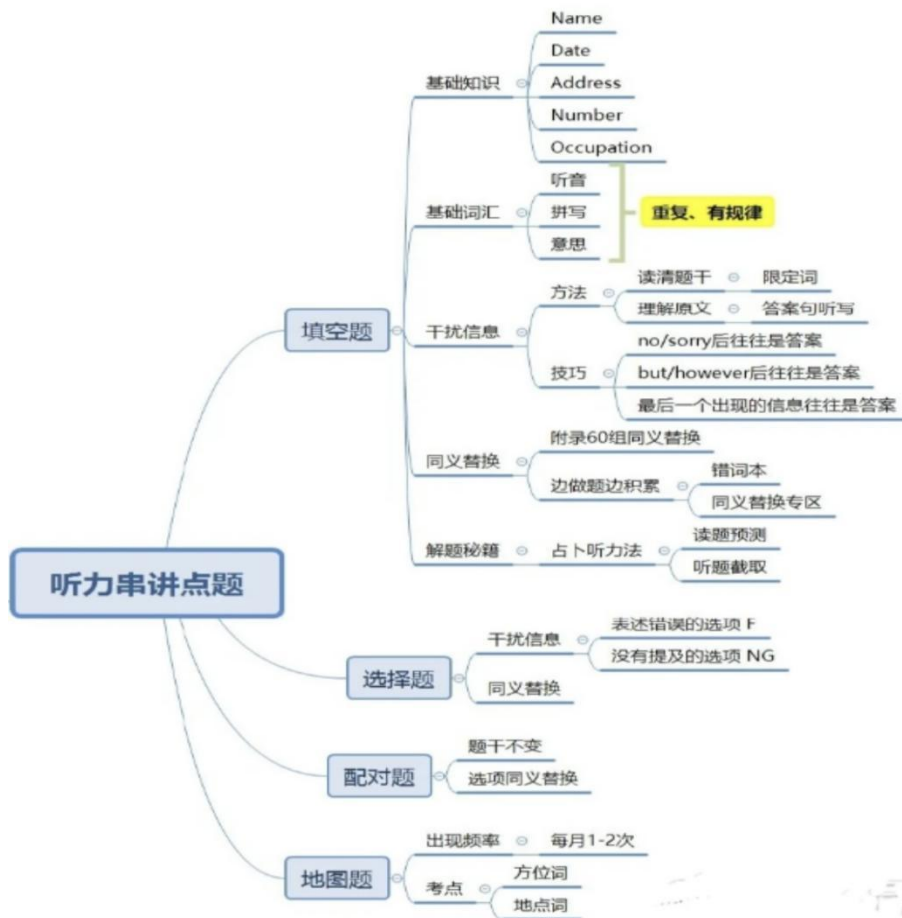 听力串讲点题
填空题
基础知识
Name
Date
Address
Number
Occupation
基础词汇
听音
拼写
意思
重复、有规律
干扰信息
方法
读清题干
限定词
理解原文
答案句听写
技巧
no/sorry后往往是答案
but/however后往往是答案
最后一个出现的信息往往是答案
同义替换
附录60组同义替换
边做题边积累
错词本
同义替换专区
解题秘籍
占卜听力法
读题预测
听题截取
选择题
干扰信息
表述错误的选项 F
没有提及的选项 NG
同义替换
配对题
题干不变
选项同义替换
地图题
出现频率
每月1-2次
考点
方位词
地点词